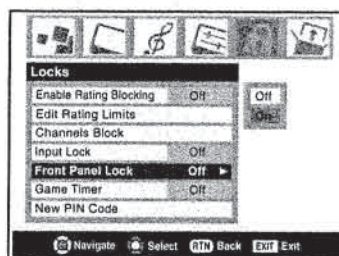 Locks
Enable Rating Blocking Off Off
Edit Rating Limits On
Channels Block
Input Lock Off
Front Panel Lock Off
Game Timer Off
New PIN Code
Navigate Select RTN Back EXIT Exit